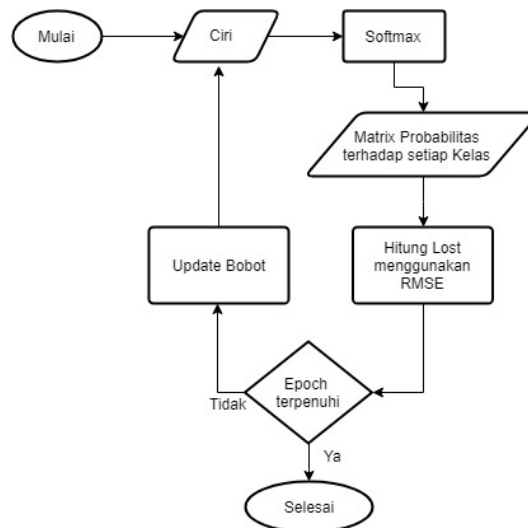 Mulai
Ciri
Softmax
Matrix Probabilitas
terhadap setiap Kelas
Hitung Lost
menggunakan
RMSE
Update Bobot
Epoch
terpenuhi
Tidak
Ya
Selesai